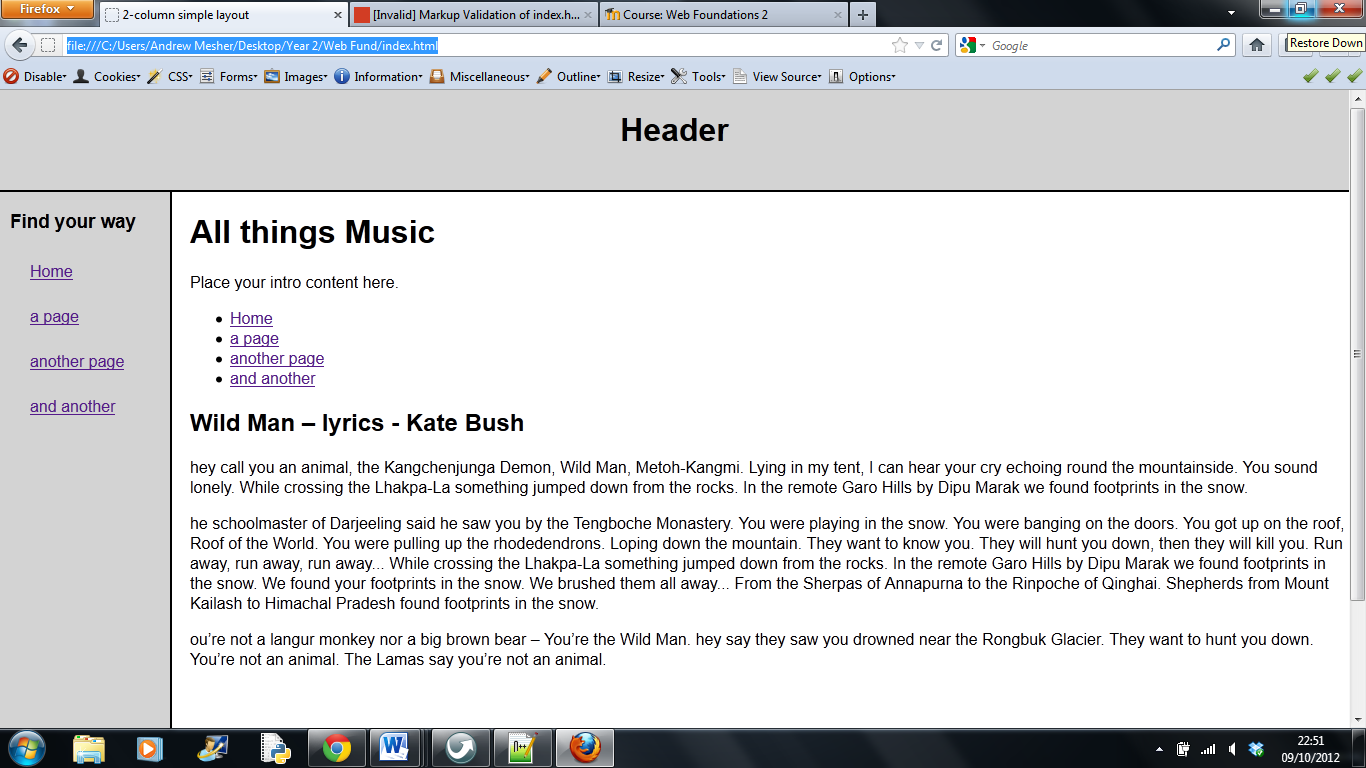 Firefox
2-column simple layout
[Invalid] Markup Validation of index.h...
Course: Web Foundations 2
file:///C:/Users/Andrew Mesher/Desktop/Year 2/Web Fund/index.html
Google
Restore Down
Disable Cookies CSS Forms Images Information Miscellaneous Outline Resize Tools View Source Options
Header
Find your way
Home
a page
another page
and another
All things Music
Place your intro content here.
Home
a page
another page
and another
Wild Man – lyrics - Kate Bush
hey call you an animal, the Kangchenjunga Demon, Wild Man, Metoh-Kangmi. Lying in my tent, I can hear your cry echoing round the mountainside. You sound
lonely. While crossing the Lhakpa-La something jumped down from the rocks. In the remote Garo Hills by Dipu Marak we found footprints in the snow.
he schoolmaster of Darjeeling said he saw you by the Tengboche Monastery. You were playing in the snow. You were banging on the doors. You got up on the roof,
Roof of the World. You were pulling up the rhodedendrons. Loping down the mountain. They want to know you. They will hunt you down, then they will kill you. Run
away, run away, run away... While crossing the Lhakpa-La something jumped down from the rocks. In the remote Garo Hills by Dipu Marak we found footprints in
the snow. We found your footprints in the snow. We brushed them all away... From the Sherpas of Annapurna to the Rinpoche of Qinghai. Shepherds from Mount
Kailash to Himachal Pradesh found footprints in the snow.
ou’re not a langur monkey nor a big brown bear – You’re the Wild Man. hey say they saw you drowned near the Rongbuk Glacier. They want to hunt you down.
You’re not an animal. The Lamas say you’re not an animal.
22:51
09/10/2012